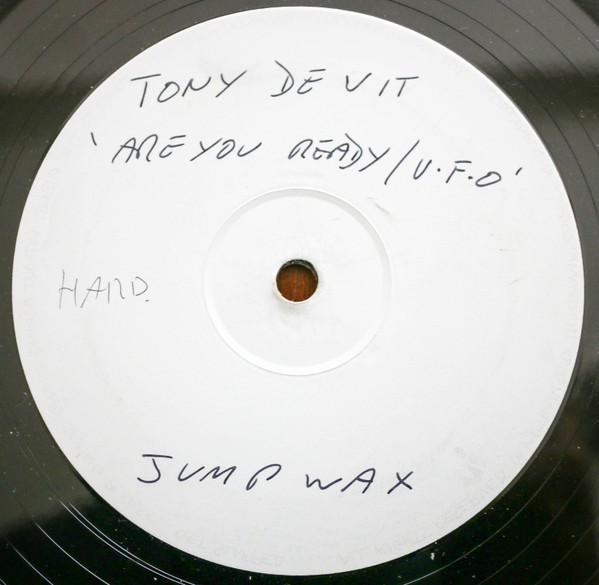 TONY DE VIT
'ARE YOU READY/U.F.O'
HARD.
JUMP WAX